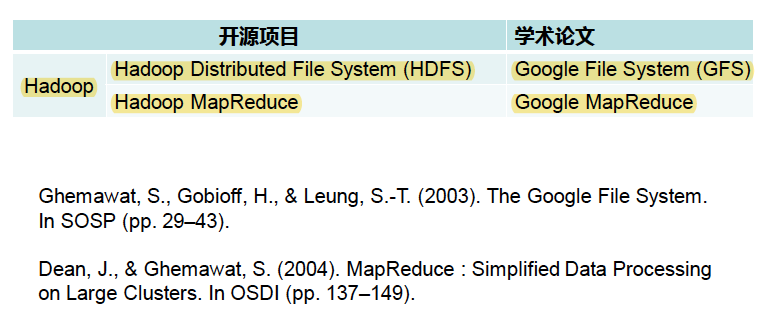 开源项目 学术论文
Hadoop
Hadoop Distributed File System (HDFS) Google File System (GFS)
Hadoop MapReduce Google MapReduce
Ghemawat, S., Gobioff, H., & Leung, S.-T. (2003). The Google File System.
In SOSP (pp. 29–43).
Dean, J., & Ghemawat, S. (2004). MapReduce : Simplified Data Processing
on Large Clusters. In OSDI (pp. 137–149).